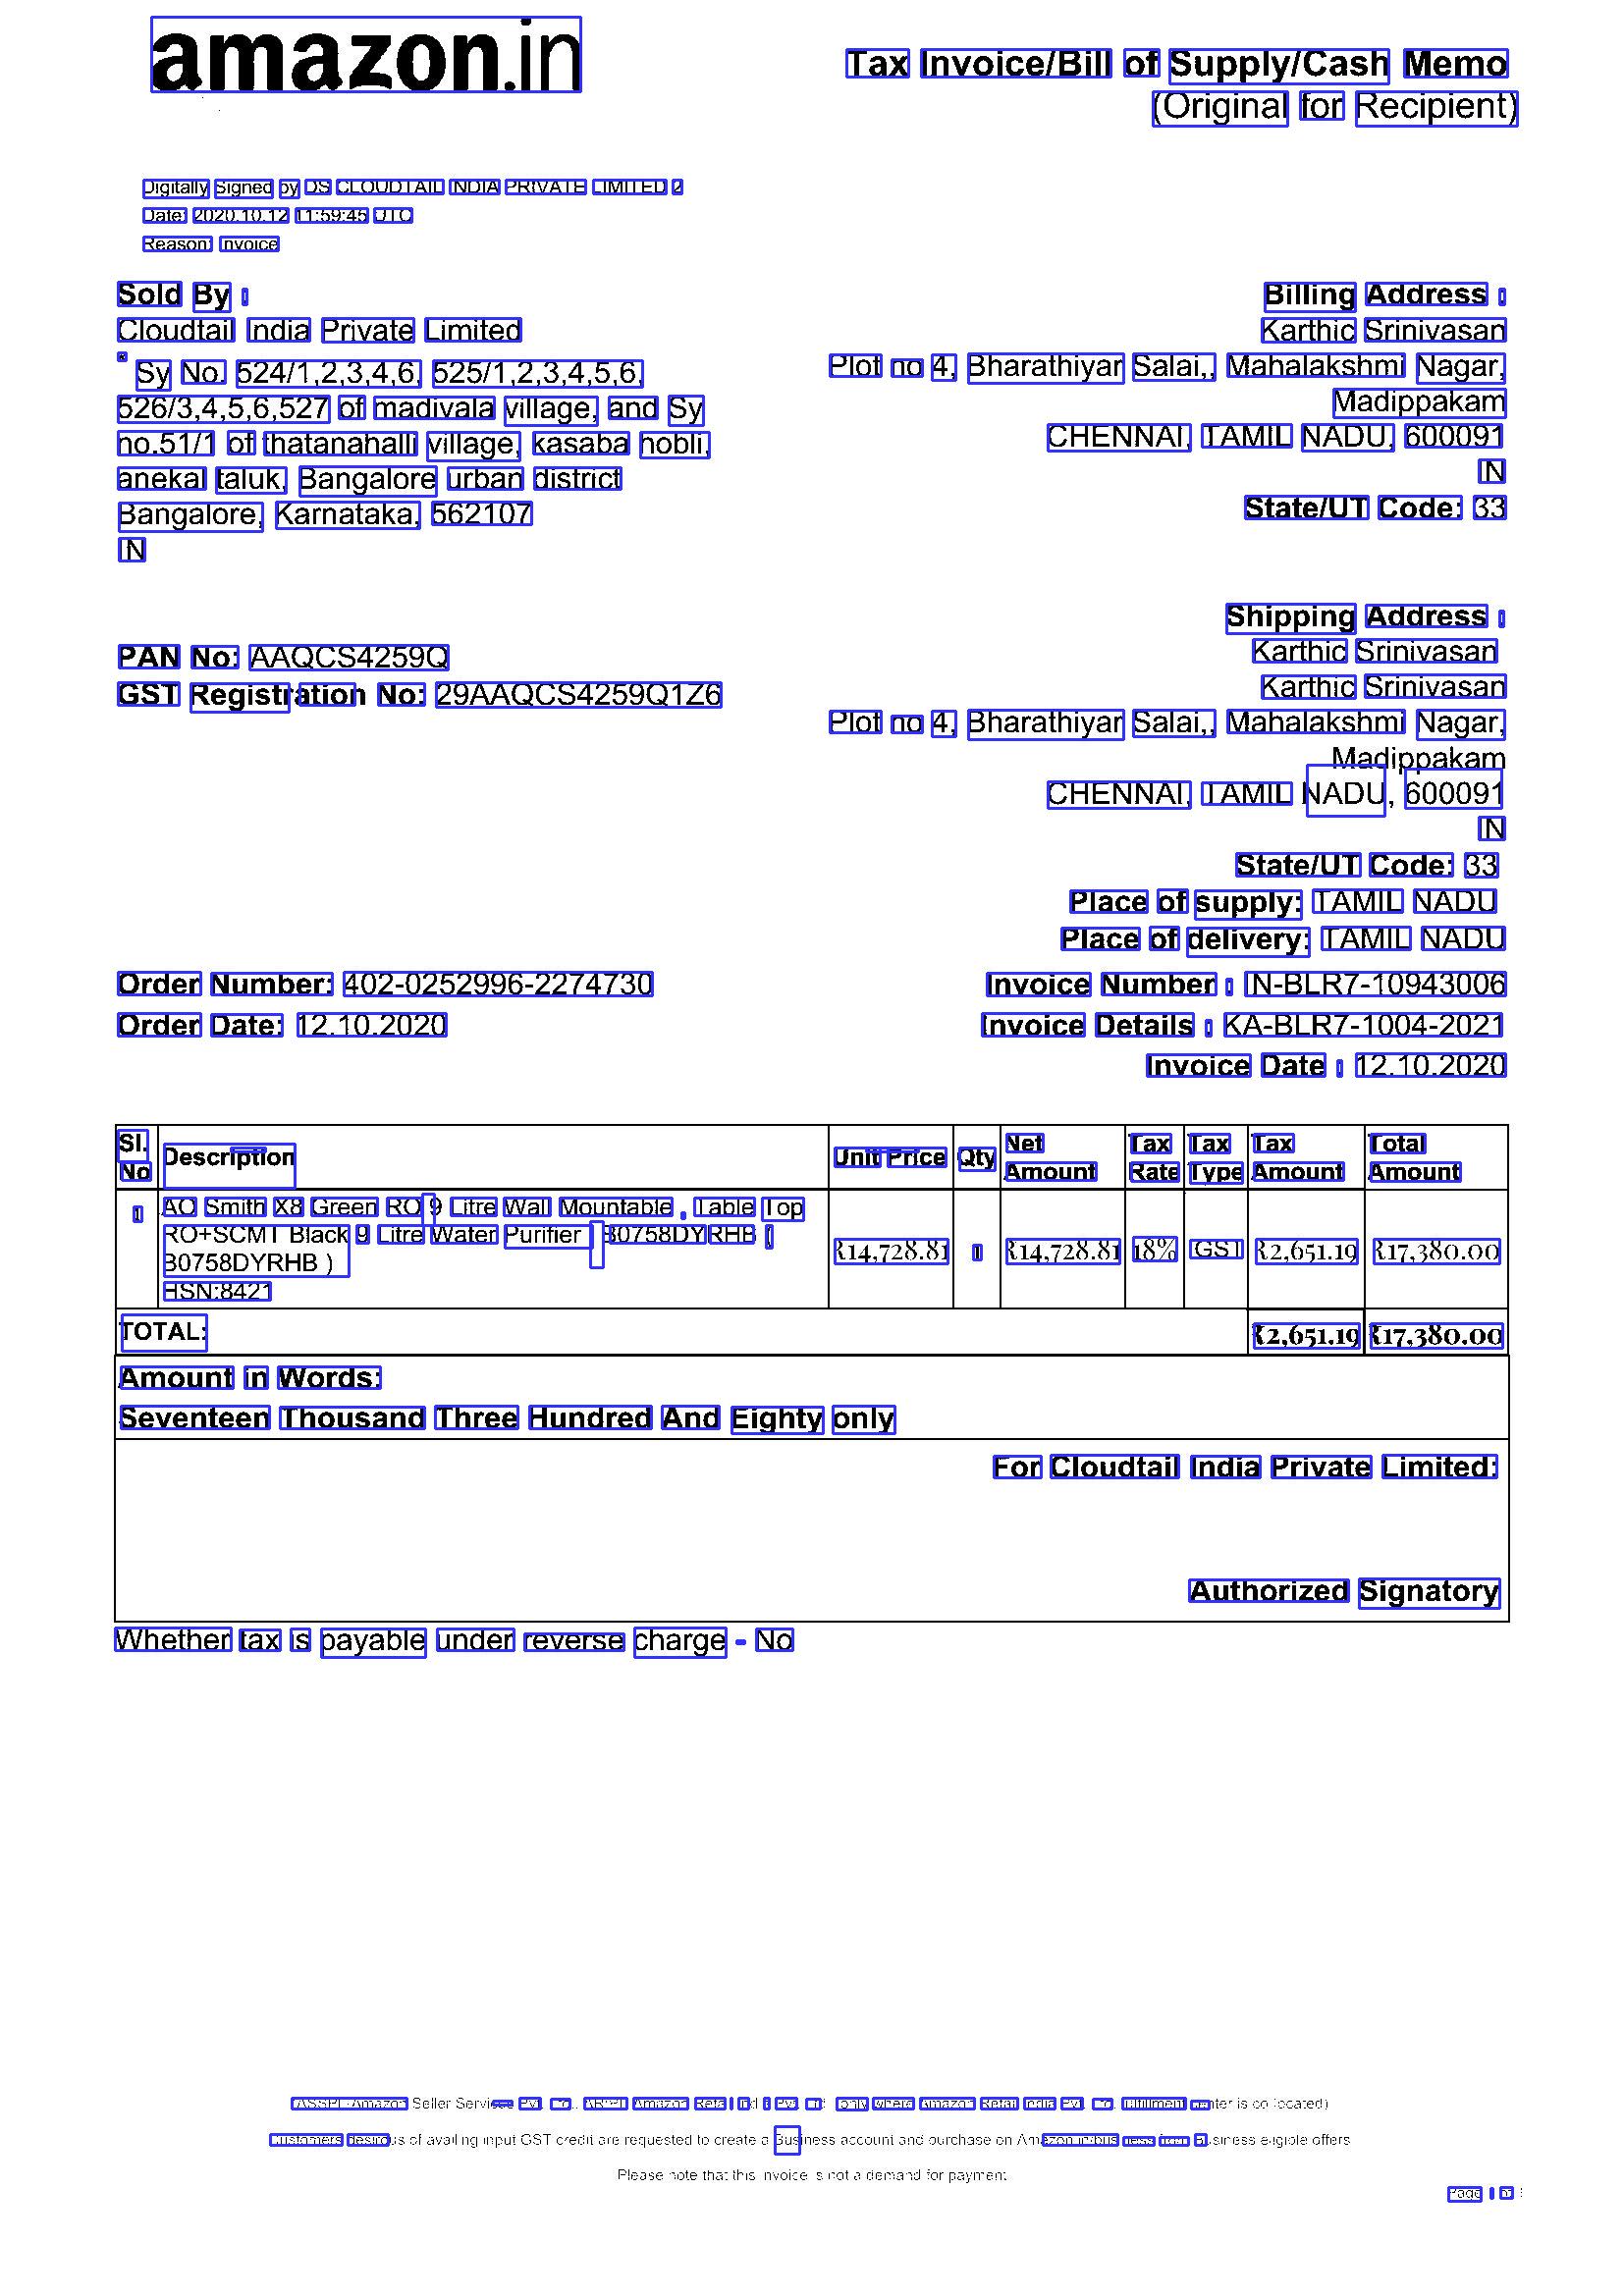 amazon.in
Tax Invoice/Bill of Supply/Cash Memo
(Original for Recipient)
Digitally Signed by DS CLOUDTAIL INDIA PRIVATE LIMITED 2
Date: 2020.10.12 11:59:45 UTC
Reason: Invoice
Sold By :
Cloudtail India Private Limited
* Sy No. 524/1,2,3,4,6, 525/1,2,3,4,5,6,
526/3,4,5,6,527 of madivala village, and Sy
no.51/1 of thatanahalli village, kasaba hobli,
anekal taluk, Bangalore urban district
Bangalore, Karnataka, 562107
IN
Billing Address :
Karthic Srinivasan
Plot no 4, Bharathiyar Salai,, Mahalakshmi Nagar,
Madippakam
CHENNAI, TAMIL NADU, 600091
IN
State/UT Code: 33
PAN No: AAQCS4259Q
GST Registration No: 29AAQCS4259Q1Z6
Shipping Address :
Karthic Srinivasan
Karthic Srinivasan
Plot no 4, Bharathiyar Salai,, Mahalakshmi Nagar,
Madippakam
CHENNAI, TAMIL NADU, 600091
IN
State/UT Code: 33
Place of supply: TAMIL NADU
Place of delivery: TAMIL NADU
Order Number: 402-0252996-2274730
Order Date: 12.10.2020
Invoice Number : IN-BLR7-10943006
Invoice Details : KA-BLR7-1004-2021
Invoice Date : 12.10.2020
Sl. No Description Unit Price Qty Net Amount Tax Rate Tax Type Tax Amount Total Amount
1 AO Smith X8 Green RO 9 Litre Wall Mountable , Table Top
RO+SCMT Black 9 Litre Water Purifier | B0758DYRHB (
B0758DYRHB )
HSN:8421
₹14,728.81 1 ₹14,728.81 18% IGST ₹2,651.19 ₹17,380.00
TOTAL: ₹2,651.19 ₹17,380.00
Amount in Words:
Seventeen Thousand Three Hundred And Eighty only
For Cloudtail India Private Limited:
Authorized Signatory
Whether tax is payable under reverse charge - No
ASSPL-Amazon Seller Services Pvt. Ltd., ARIPL-Amazon Retail India Pvt. Ltd. (only where Amazon Retail India Pvt. Ltd. fulfillment center is co-located)
Customers desirous of availing input GST credit are requested to create a Business account and purchase on Amazon.in/business from Business eligible offers
Please note that this invoice is not a demand for payment
Page 1 of